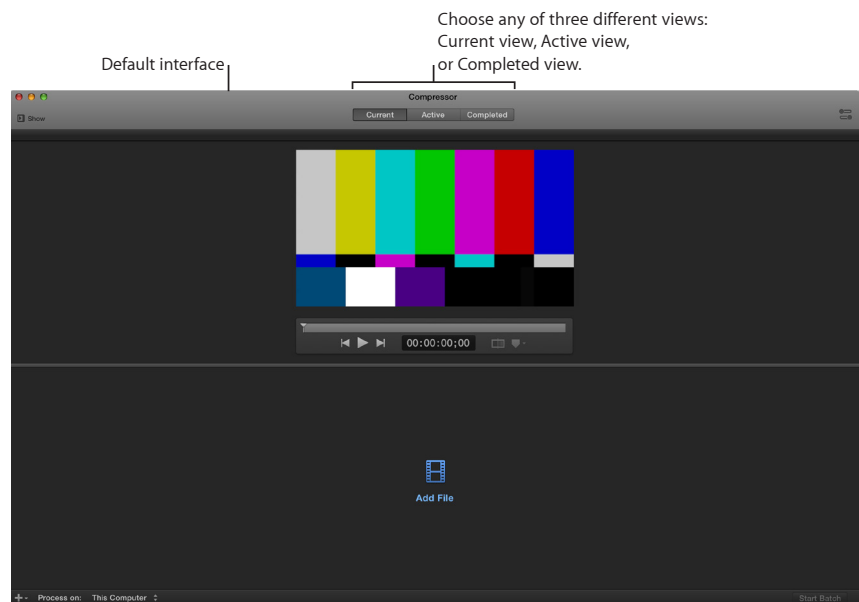 Choose any of three different views:
Current view, Active view,
or Completed view.
Default interface
Compressor
Show
Current Active Completed
00:00:00;00
Add File
Process on: This Computer
Start Batch